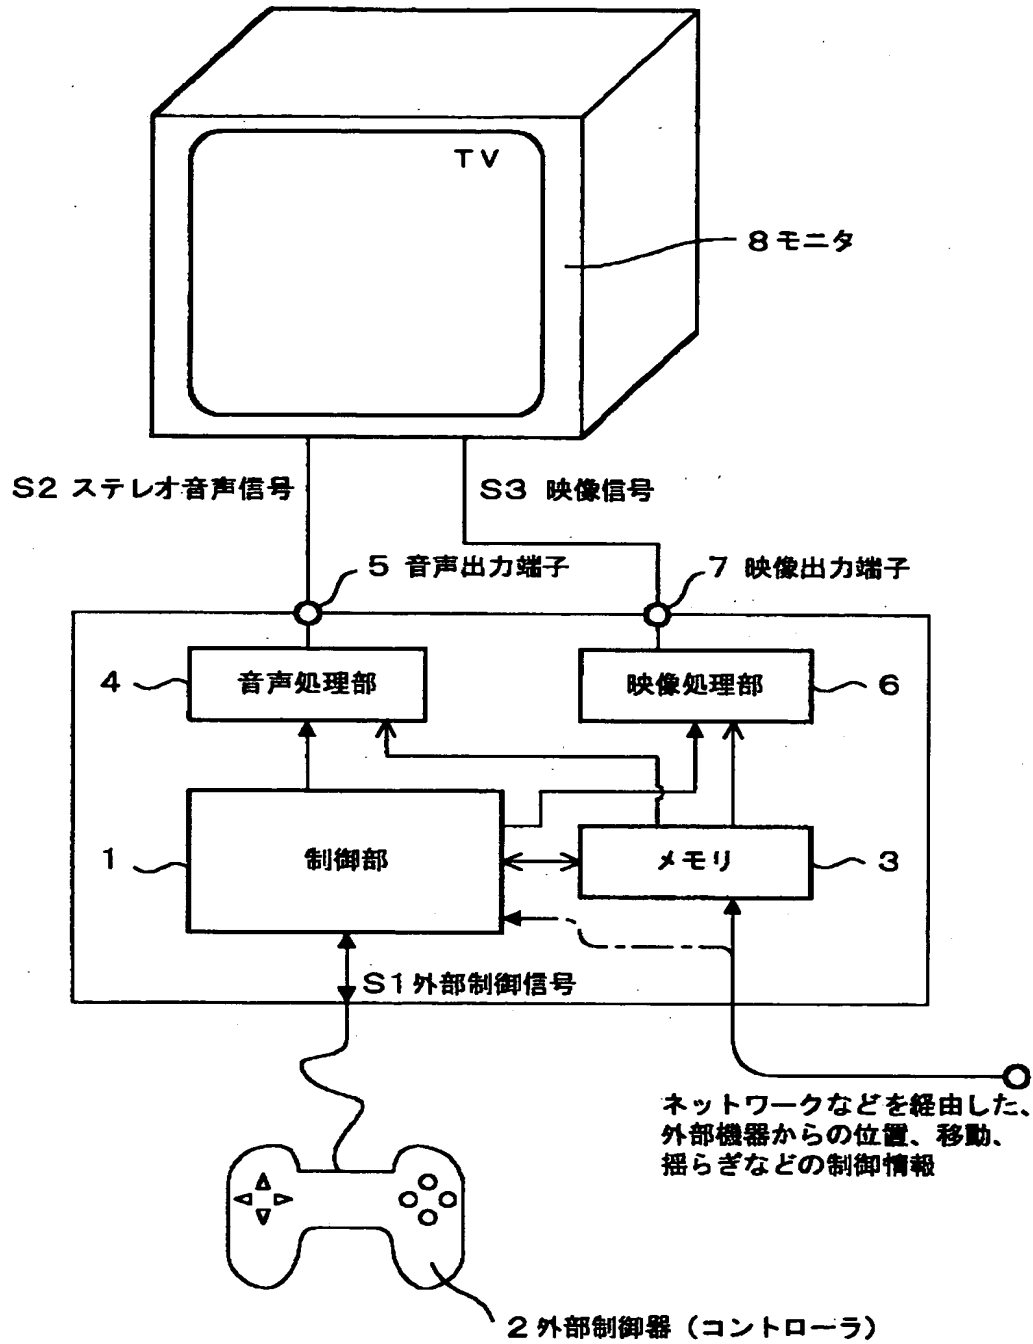 TV
8 モニタ
S2 ステレオ音声信号
S3 映像信号
5 音声出力端子
7 映像出力端子
4
音声処理部
映像処理部
6
1
制御部
メモリ
3
S1 外部制御信号
ネットワークなどを経由した、
外部機器からの位置、移動、
揺らぎなどの制御情報
2 外部制御器（コントローラ）